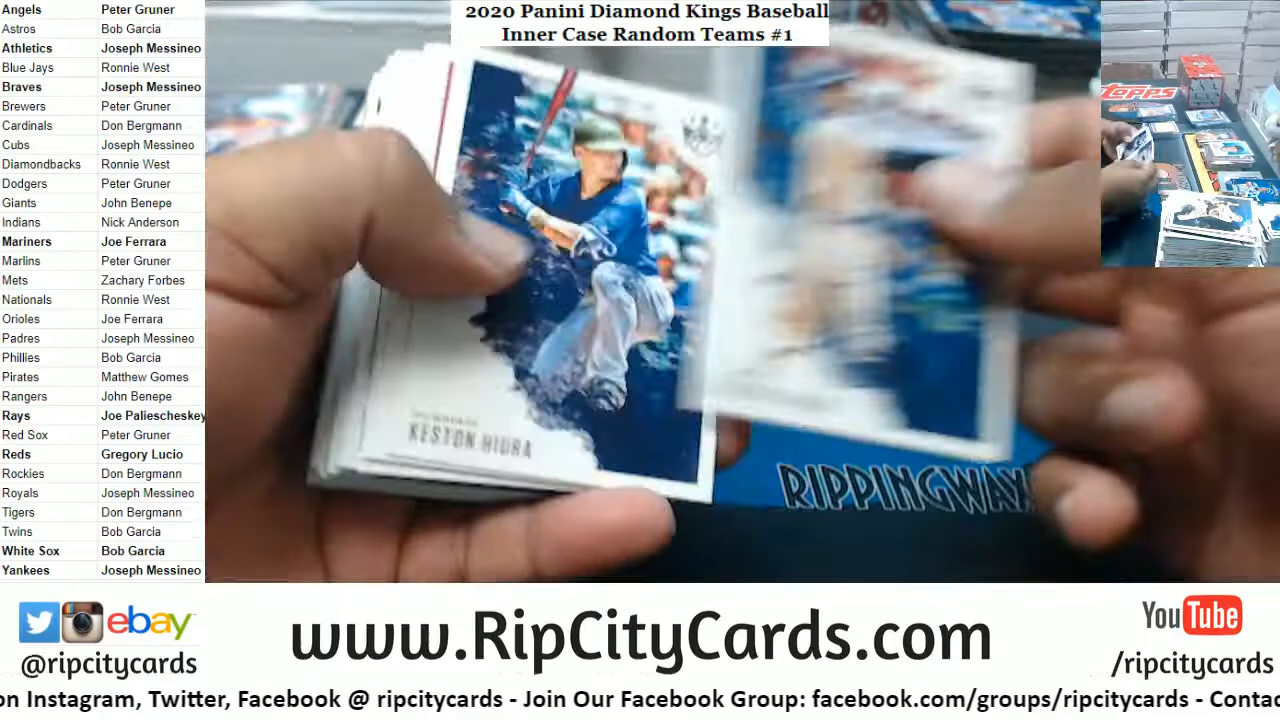 2020 Panini Diamond Kings Baseball
Inner Case Random Teams #1
Angels Peter Gruner
Astros Bob Garcia
Athletics Joseph Messineo
Blue Jays Ronnie West
Braves Joseph Messineo
Brewers Peter Gruner
Cardinals Don Bergmann
Cubs Joseph Messineo
Diamondbacks Ronnie West
Dodgers Peter Gruner
Giants John Benepe
Indians Nick Anderson
Mariners Joe Ferrara
Marlins Peter Gruner
Mets Zachary Forbes
Nationals Ronnie West
Orioles Joe Ferrara
Padres Joseph Messineo
Phillies Bob Garcia
Pirates Matthew Gomes
Rangers John Benepe
Rays Joe Paliescheskey
Red Sox Peter Gruner
Reds Gregory Lucio
Rockies Don Bergmann
Royals Joseph Messineo
Tigers Don Bergmann
Twins Bob Garcia
White Sox Bob Garcia
Yankees Joseph Messineo
KESTON HIURA
RIPPINGWAX
TOPPS
ebay
@ripcitycards
www.RipCityCards.com
YouTube
/ripcitycards
on Instagram, Twitter, Facebook @ ripcitycards - Join Our Facebook Group: facebook.com/groups/ripcitycards - Contac